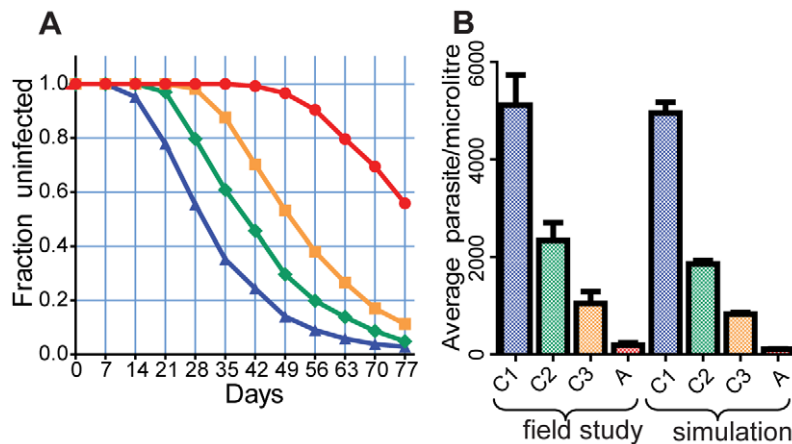 A
Fraction uninfected
1.0
0.8
0.6
0.4
0.2
0.0
0 7 14 21 28 35 42 49 56 63 70 77
Days
B
Average parasite/microlitre
6000
4000
2000
0
C1 C2 C3 A C1 C2 C3 A
field study simulation